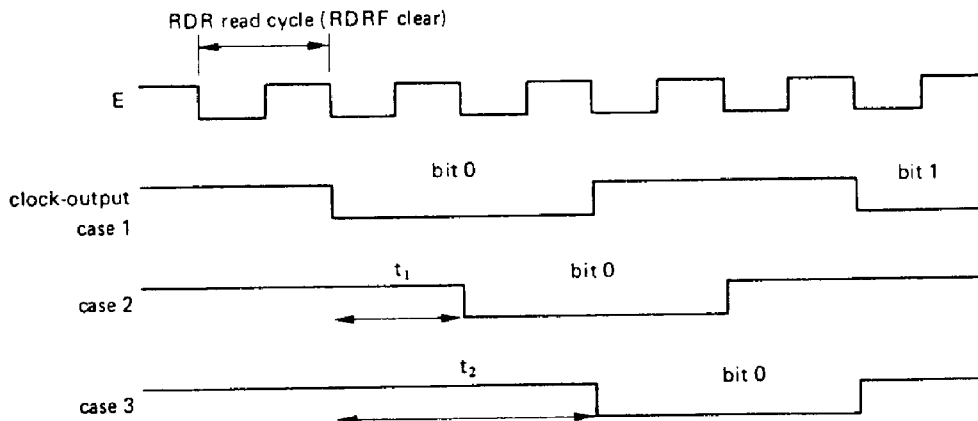 RDR read cycle (RDRF clear)
E
bit 0
bit 1
clock-output
case 1
t₁
bit 0
case 2
t₂
bit 0
case 3